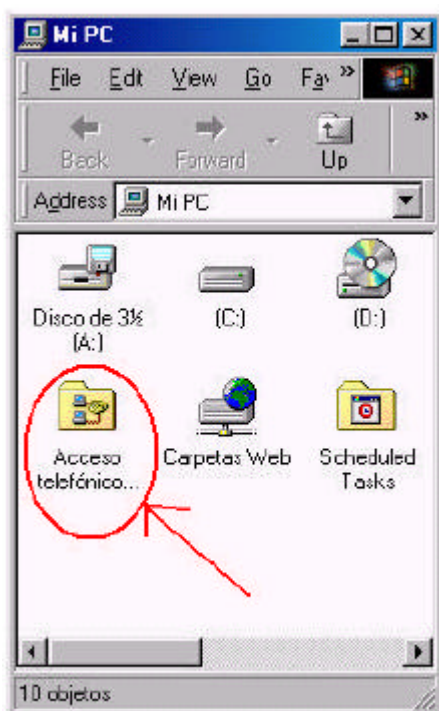 Mi PC
File Edit View Go Fav »
Back Forward Up »
Address Mi PC
Disco de 3½ (C:) (D:)
(A:)
Acceso Carpetas Web Scheduled
telefónico... Tasks
10 objetos